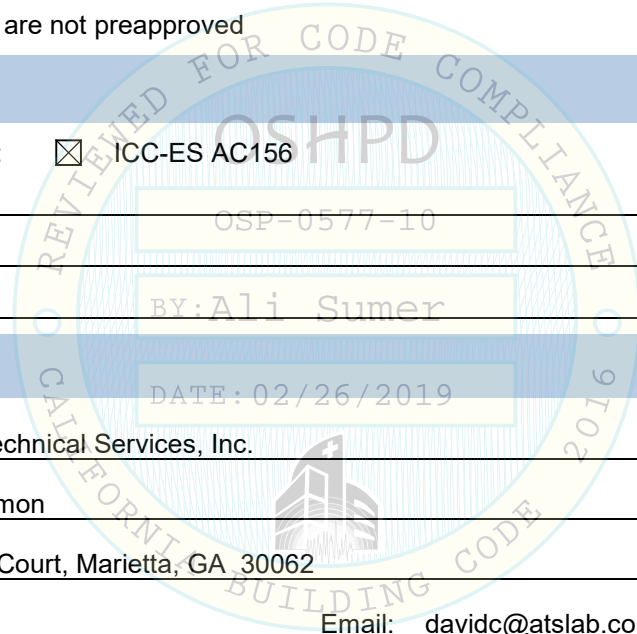 are not preapproved
REVIEWED FOR CODE COMPLIANCE
OSHPD
ICC-ES AC156
OSP-0577-10
BY: Ali Sumer
DATE: 02/26/2019
echnical Services, Inc.
mon
Court, Marietta, GA 30062
CALIFORNIA BUILDING CODE 2016
Email: davidc@atslab.co